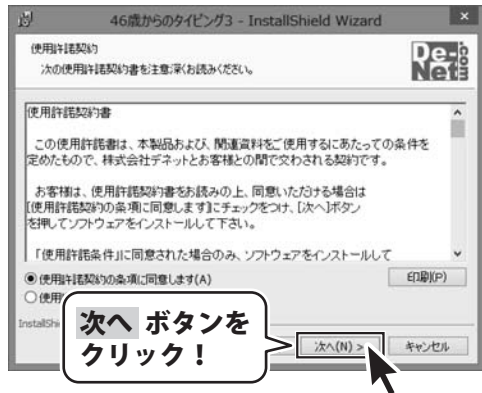 46歳からのタイピング3 - InstallShield Wizard
使用許諾契約
次の使用許諾契約書を注意深くお読みください。
De-Net.com
使用許諾契約書
この使用許諾書は、本製品および、関連資料をご使用するにあたっての条件を
定めたもので、株式会社デネットとお客様との間で交わされる契約です。
お客様は、使用許諾契約書をお読みの上、同意いただける場合は
[使用許諾契約の条項に同意します]にチェックをつけ、[次へ]ボタン
を押してソフトウェアをインストールして下さい。
「使用許諾条件」に同意された場合のみ、ソフトウェアをインストールして
使用許諾契約の条項に同意します(A)
印刷(P)
使用
InstallShi
次へ ボタンを
クリック！
次へ(N) >
キャンセル